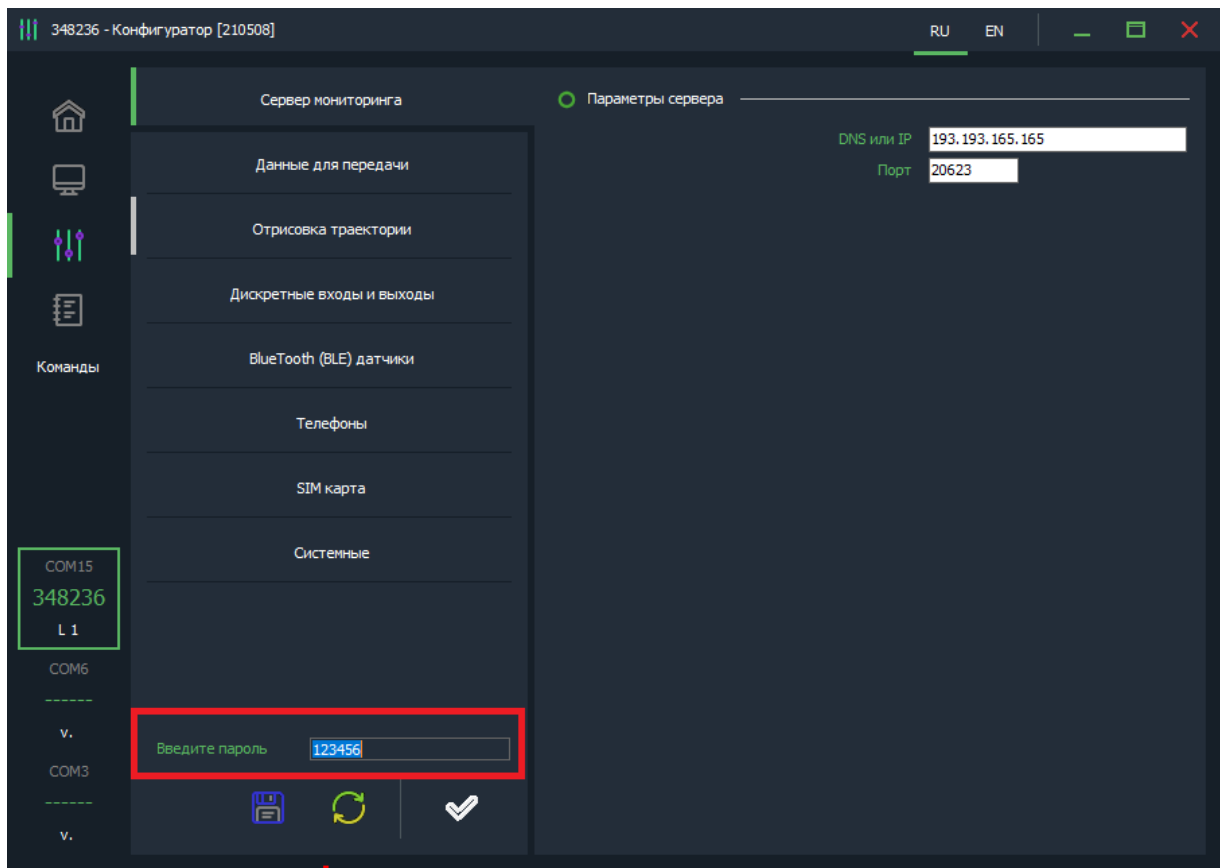 348236 - Конфигуратор [210508]
RU EN
Сервер мониторинга
Данные для передачи
Отрисовка траектории
Дискретные входы и выходы
BlueTooth (BLE) датчики
Телефоны
SIM карта
Системные
Введите пароль 123456
Параметры сервера
DNS или IP 193.193.165.165
Порт 20623
Команды
COM15
348236
L 1
COM6
------
v.
COM3
------
v.